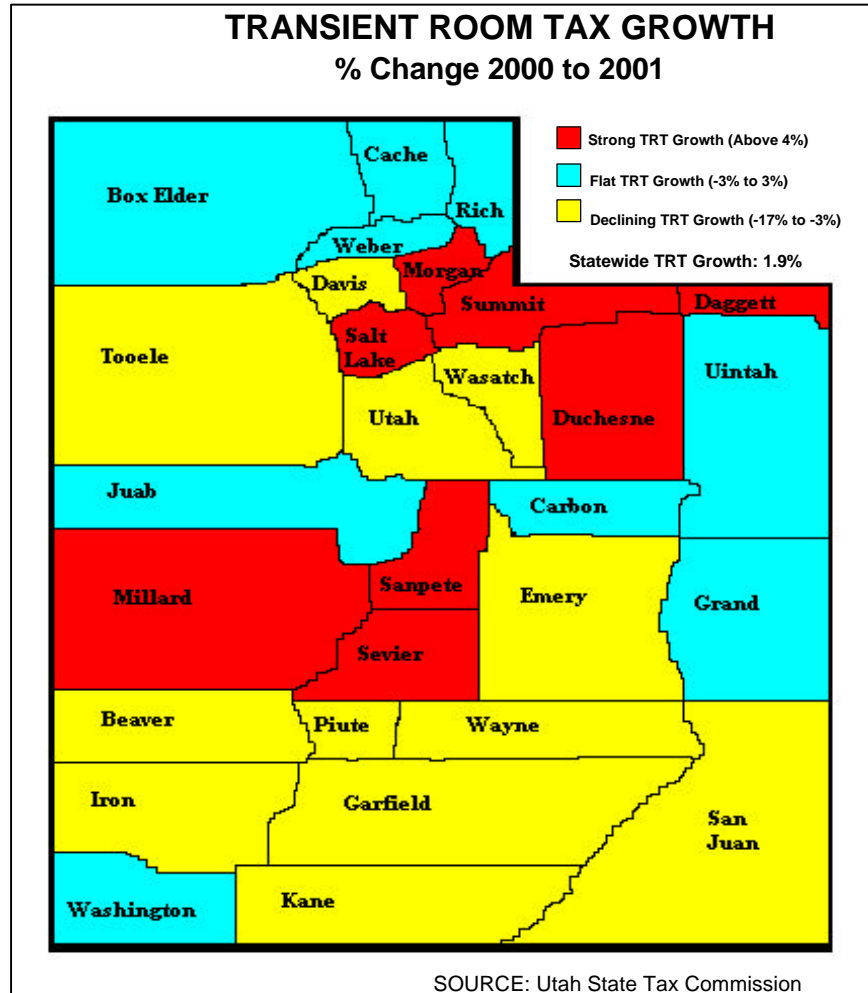 TRANSIENT ROOM TAX GROWTH
% Change 2000 to 2001
Strong TRT Growth (Above 4%)
Flat TRT Growth (-3% to 3%)
Declining TRT Growth (-17% to -3%)
Statewide TRT Growth: 1.9%
Cache
Box Elder
Rich
Weber
Morgan
Davis
Summit
Daggett
Salt
Lake
Tooele
Wasatch
Uintah
Utah
Duchesne
Juab
Carbon
Sanpete
Millard
Emery
Grand
Sevier
Beaver
Piute
Wayne
Iron
Garfield
San
Juan
Kane
Washington
SOURCE: Utah State Tax Commission